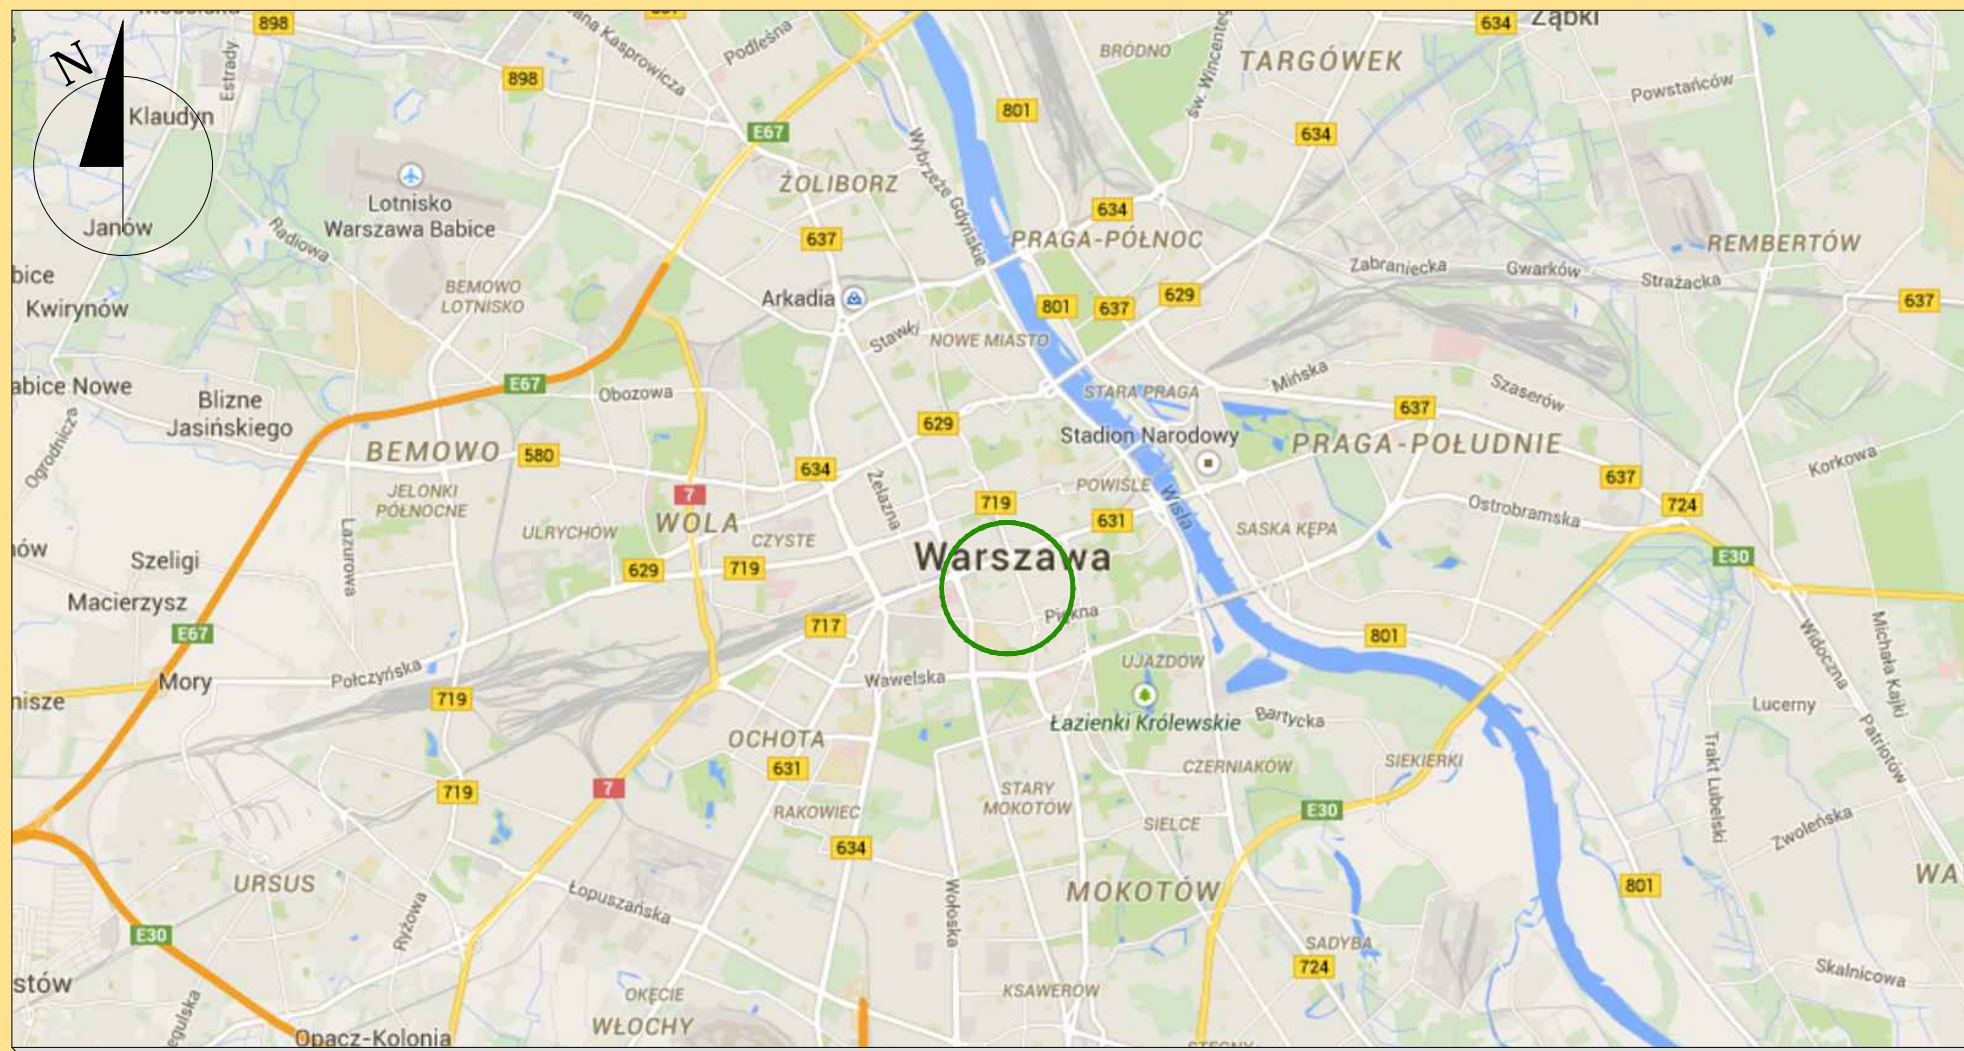 898
634
Ząbki
N
Estrady
Podleśna
BRÓDNO
TARGÓWEK
898
św. Wincentego
Powstańców
Klaudyn
801
E67
634
Lotnisko
Warszawa Babice
ŻOLIBORZ
Wybrzeże Gdyńskie
634
Janów
Radiowa
637
PRAGA-PÓŁNOC
REMBERTÓW
bice
Zabraniecka
Gwarków
Strażacka
Kwirynów
BEMOWO
LOTNISKO
Arkadia
801
637
629
637
Stawki
NOWE MIASTO
abice Nowe
E67
Obozowa
STARA PRAGA
Mińska
Szaserów
Blizne
Jasińskiego
637
Ogrodnicza
BEMOWO
580
629
Stadion Narodowy
PRAGA-POŁUDNIE
634
Korkowa
JELONKI
PÓŁNOCNE
7
Żelazna
719
POWIŚLE
Wisła
637
724
Lazurowa
ULRYCHÓW
WOLA
CZYSTE
631
SASKA KĘPA
Ostrobramska
ów
Szeligi
629
719
Warszawa
E30
Macierzysz
E67
717
Piękna
801
Widoczna
Michała Kajki
Mory
Połczyńska
Wawelska
UJAZDÓW
nisze
719
Łazienki Królewskie
Bartycka
Lucerny
OCHOTA
631
Patriotów
Trakt Lubelski
7
719
CZERNIAKÓW
SIEKIERKI
RAKOWIEC
STARY
MOKOTÓW
SIELCE
E30
634
Zwoleńska
URSUS
MOKOTÓW
801
WA
Łopuszańska
Wołoska
Ryżowa
E30
SADYBA
724
stów
OKĘCIE
KSAWERÓW
Skalnicowa
WŁOCHY
Opacz-Kolonia